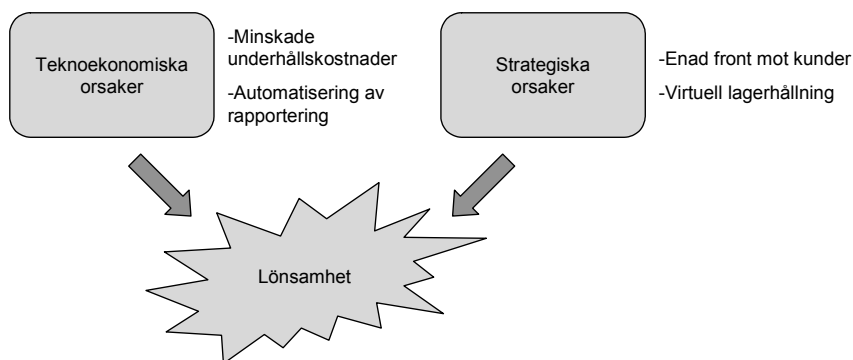 Teknoekonomiska
orsaker
-Minskade
underhållskostnader
-Automatisering av
rapportering
Strategiska
orsaker
-Enad front mot kunder
-Virtuell lagerhållning
Lönsamhet